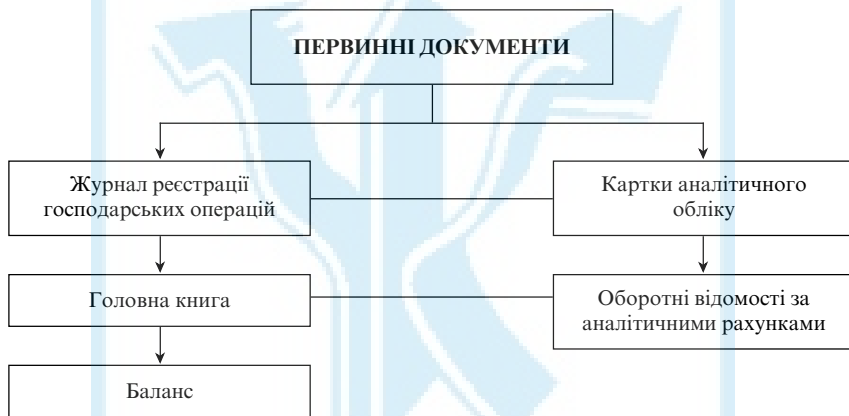 ПЕРВИННІ ДОКУМЕНТИ
Журнал реєстрації
господарських операцій
Картки аналітичного
обліку
Головна книга
Оборотні відомості за
аналітичними рахунками
Баланс